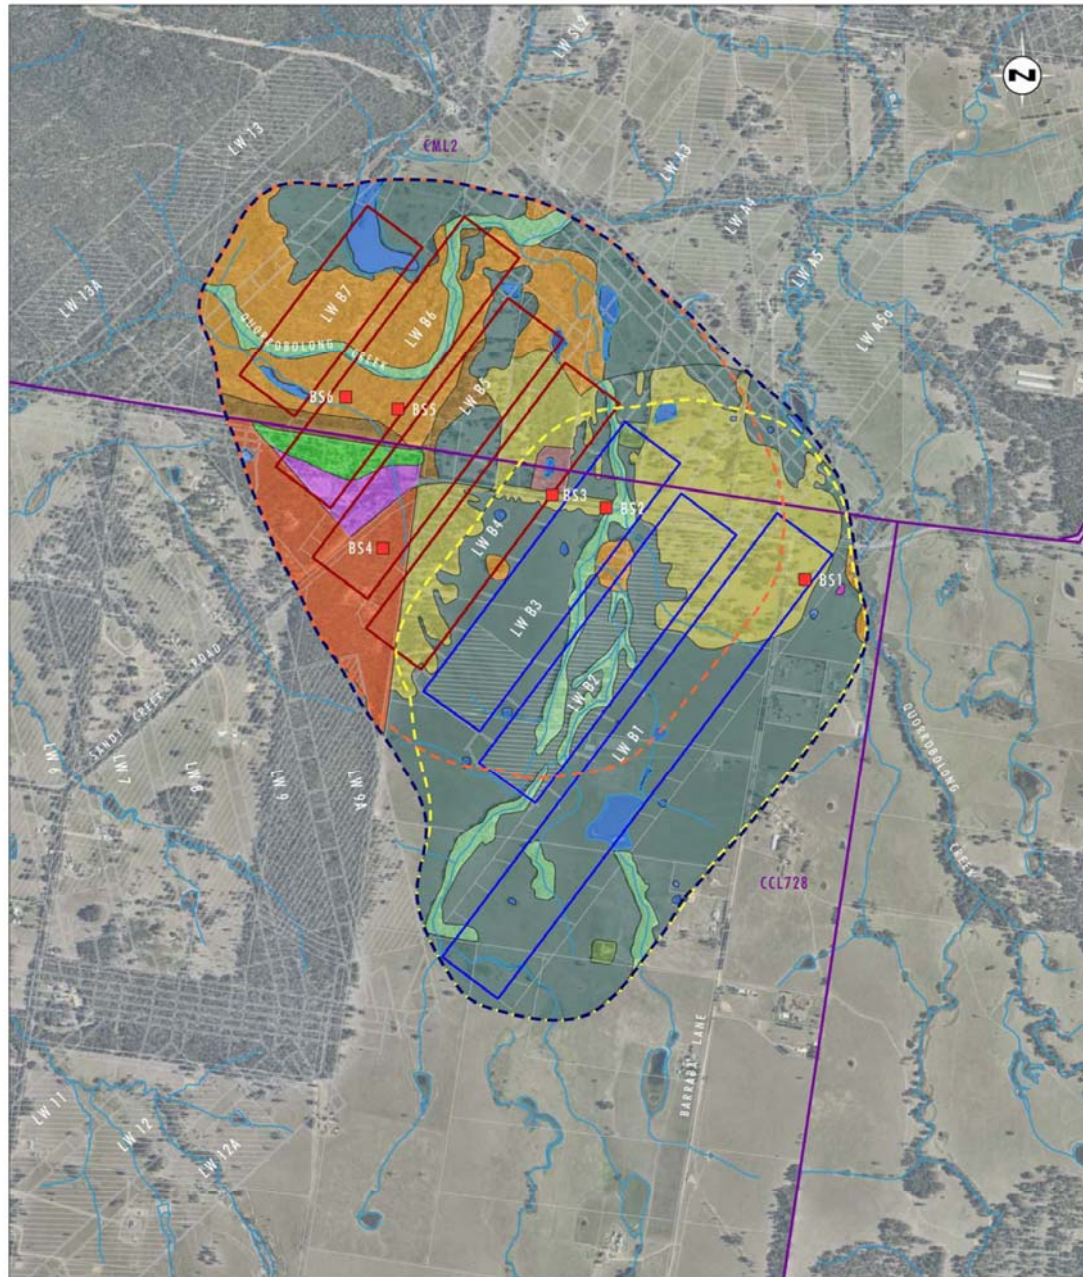 LW SL2
N
LW 13
CML2
LW A3
LW A4
LW 13A
LW A5
LW A5a
LW B7
LW B6
QUORROBOLONG CREEK
LW B5
BS6
BS5
BS3
BS2
BS4
LW B4
BS1
LW B3
LW B2
LW B1
SANDY CREEK ROAD
LW 6
LW 7
LW 8
LW 9
LW 9A
QUORROBOLONG CREEK
CCL728
BARRABA LANE
LW 11
LW 12
LW 12A